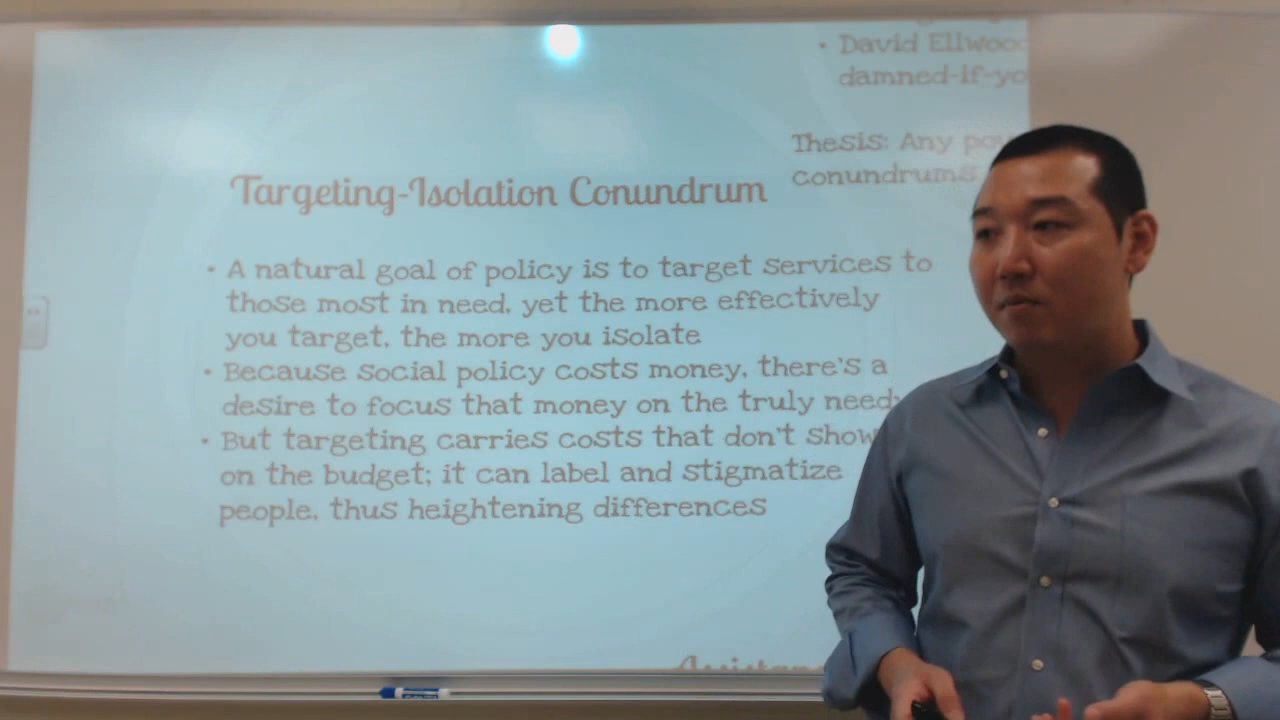 • David Ellwood
damned-if-yo
Thesis: Any pov
conundrums
Targeting-Isolation Conundrum
• A natural goal of policy is to target services to
those most in need, yet the more effectively
you target, the more you isolate
• Because social policy costs money, there's a
desire to focus that money on the truly needy
• But targeting carries costs that don't show
on the budget; it can label and stigmatize
people, thus heightening differences